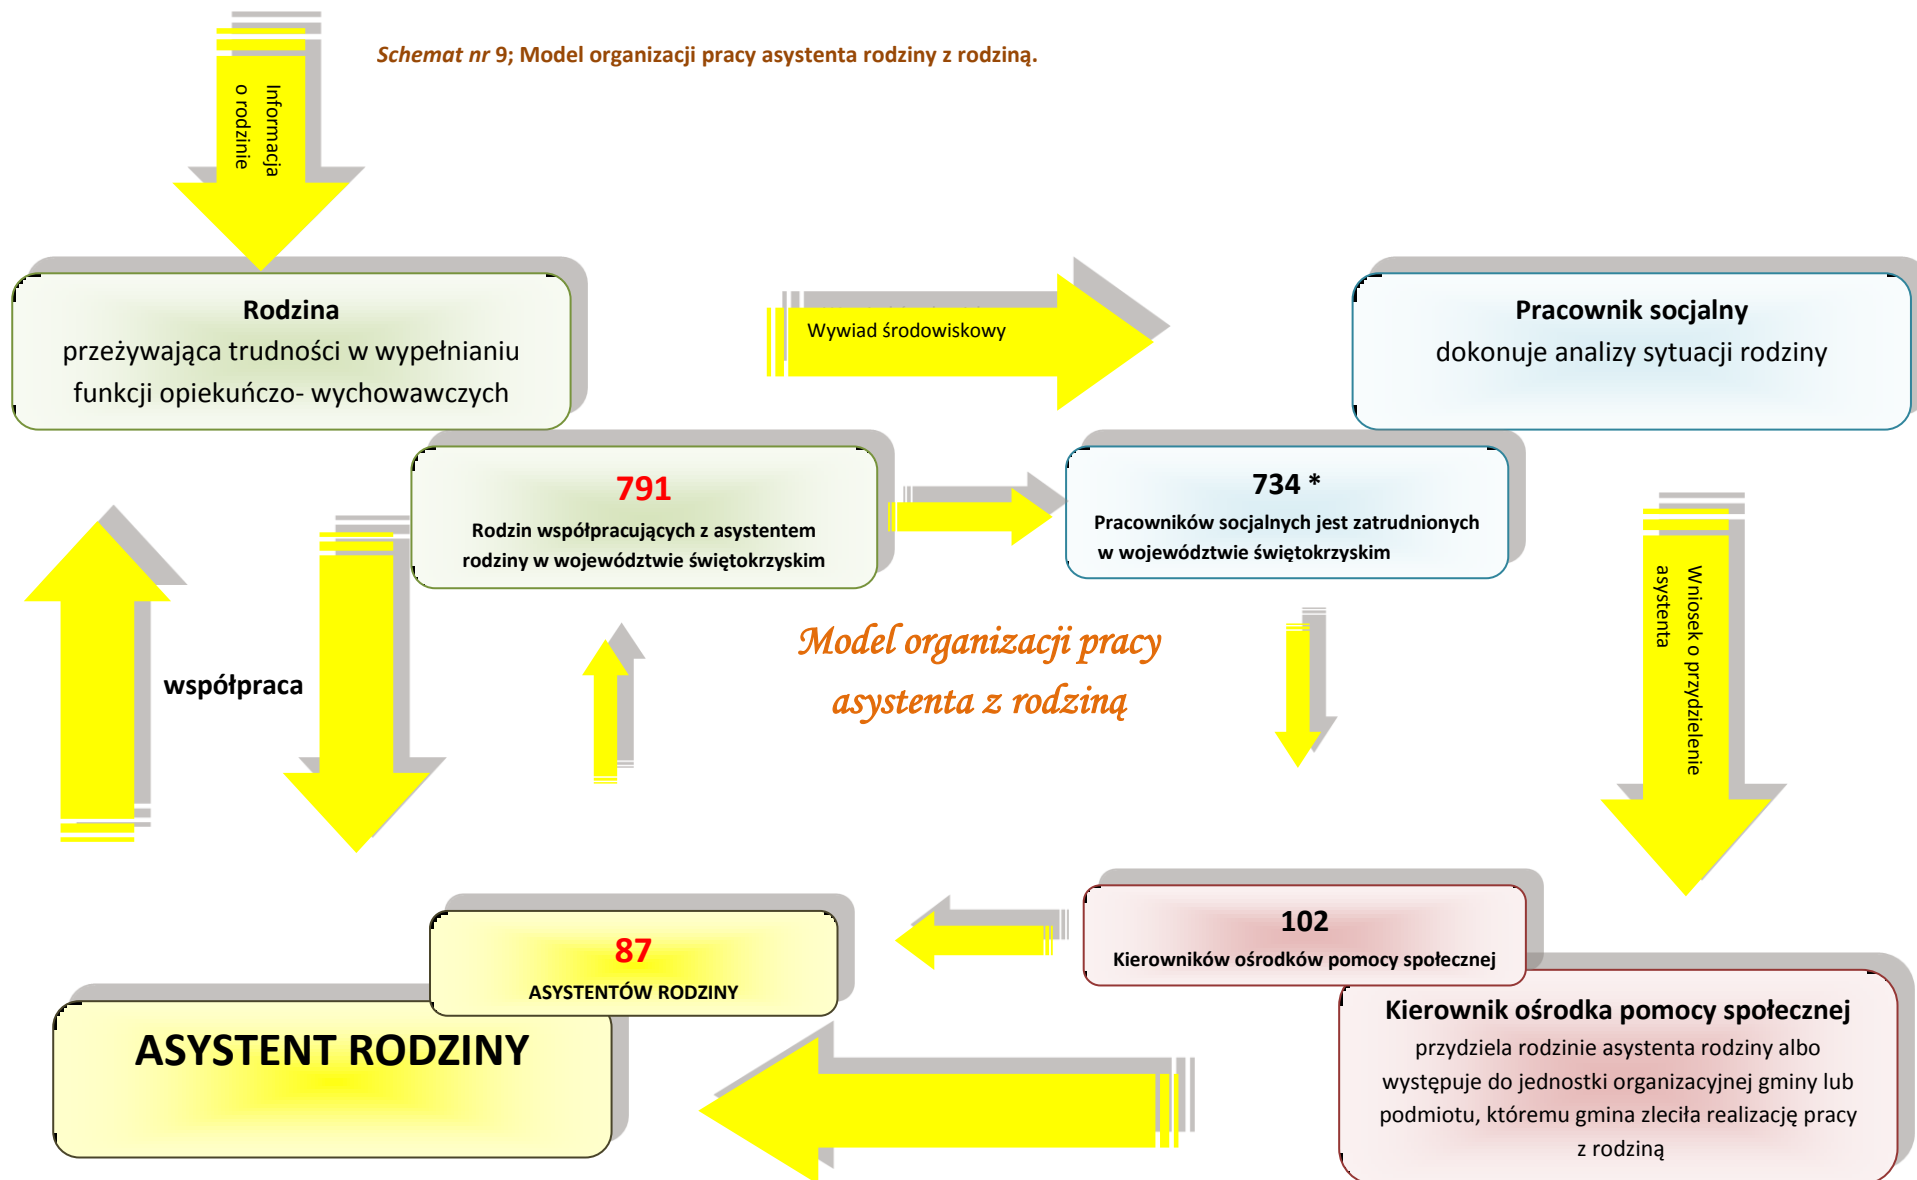 Schemat nr 9; Model organizacji pracy asystenta rodziny z rodziną.
Informacja
o rodzinie
Rodzina
przeżywająca trudności w wypełnianiu
funkcji opiekuńczo- wychowawczych
Wywiad środowiskowy
Pracownik socjalny
dokonuje analizy sytuacji rodziny
791
Rodzin współpracujących z asystentem
rodziny w województwie świętokrzyskim
734 *
Pracowników socjalnych jest zatrudnionych
w województwie świętokrzyskim
Wniosek o przydzielenie
asystenta
współpraca
Model organizacji pracy
asystenta z rodziną
87
ASYSTENTÓW RODZINY
ASYSTENT RODZINY
102
Kierowników ośrodków pomocy społecznej
Kierownik ośrodka pomocy społecznej
przydziela rodzinie asystenta rodziny albo
występuje do jednostki organizacyjnej gminy lub
podmiotu, któremu gmina zleciła realizację pracy
z rodziną